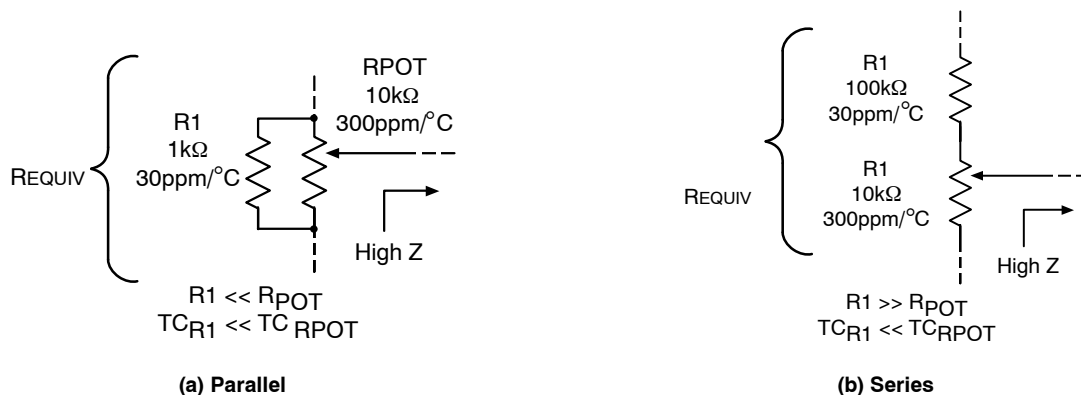 RPOT
10kΩ
300ppm/°C
R1
1kΩ
30ppm/°C
REQUIV
High Z
R1 << RPOT
TCR1 << TC RPOT
(a) Parallel
R1
100kΩ
30ppm/°C
R1
10kΩ
300ppm/°C
REQUIV
High Z
R1 >> RPOT
TCR1 << TCRPOT
(b) Series